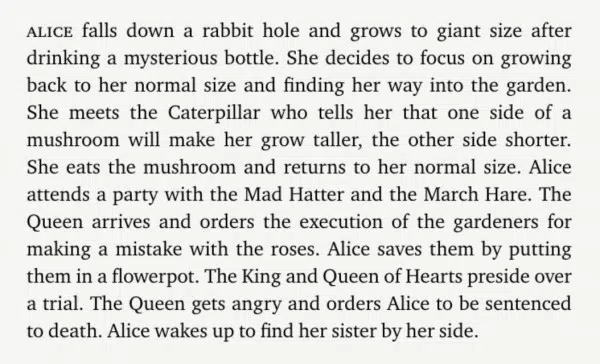 ALICE falls down a rabbit hole and grows to giant size after
drinking a mysterious bottle. She decides to focus on growing
back to her normal size and finding her way into the garden.
She meets the Caterpillar who tells her that one side of a
mushroom will make her grow taller, the other side shorter.
She eats the mushroom and returns to her normal size. Alice
attends a party with the Mad Hatter and the March Hare. The
Queen arrives and orders the execution of the gardeners for
making a mistake with the roses. Alice saves them by putting
them in a flowerpot. The King and Queen of Hearts preside over
a trial. The Queen gets angry and orders Alice to be sentenced
to death. Alice wakes up to find her sister by her side.